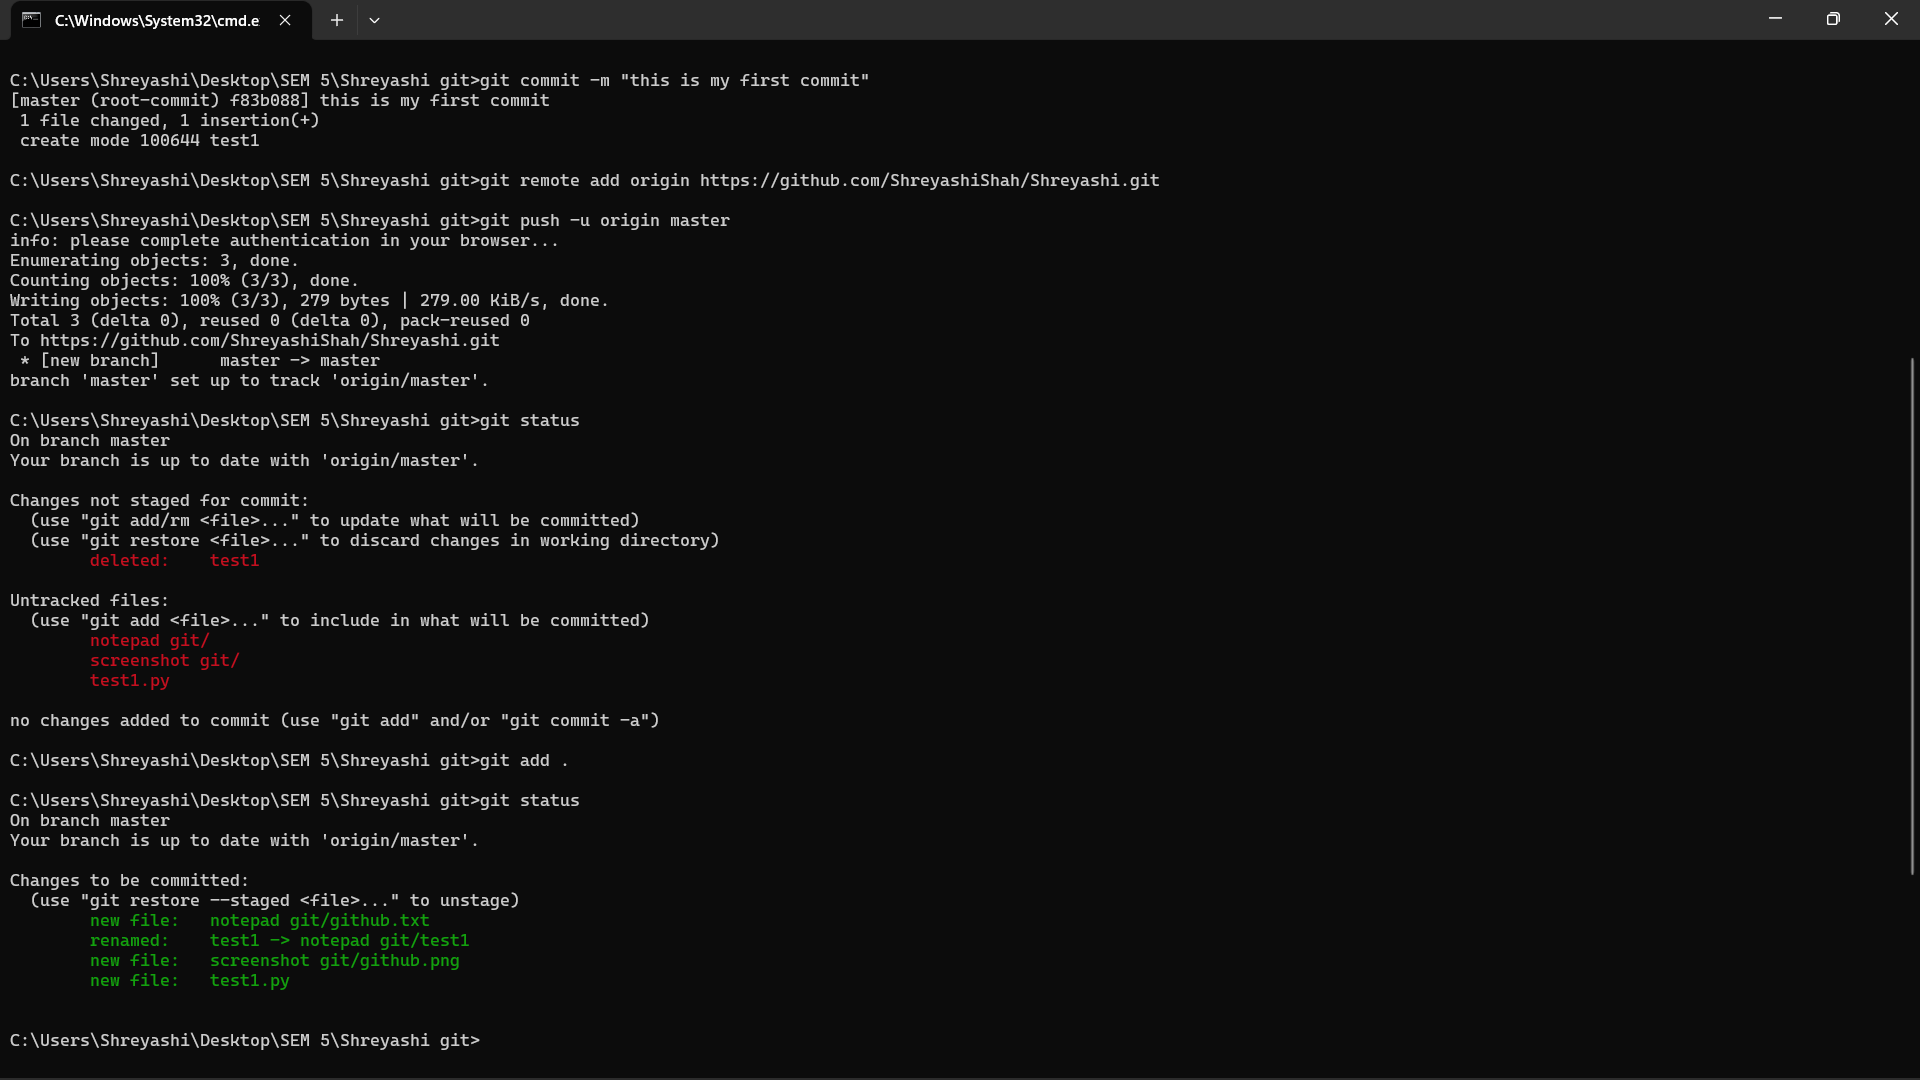 C:\Windows\System32\cmd.e
C:\Users\Shreyashi\Desktop\SEM 5\Shreyashi git>git commit -m "this is my first commit"
[master (root-commit) f83b088] this is my first commit
 1 file changed, 1 insertion(+)
 create mode 100644 test1
C:\Users\Shreyashi\Desktop\SEM 5\Shreyashi git>git remote add origin https://github.com/ShreyashiShah/Shreyashi.git
C:\Users\Shreyashi\Desktop\SEM 5\Shreyashi git>git push -u origin master
info: please complete authentication in your browser...
Enumerating objects: 3, done.
Counting objects: 100% (3/3), done.
Writing objects: 100% (3/3), 279 bytes | 279.00 KiB/s, done.
Total 3 (delta 0), reused 0 (delta 0), pack-reused 0
To https://github.com/ShreyashiShah/Shreyashi.git
 * [new branch]      master -> master
branch 'master' set up to track 'origin/master'.
C:\Users\Shreyashi\Desktop\SEM 5\Shreyashi git>git status
On branch master
Your branch is up to date with 'origin/master'.
Changes not staged for commit:
  (use "git add/rm <file>..." to update what will be committed)
  (use "git restore <file>..." to discard changes in working directory)
        deleted:    test1
Untracked files:
  (use "git add <file>..." to include in what will be committed)
        notepad git/
        screenshot git/
        test1.py
no changes added to commit (use "git add" and/or "git commit -a")
C:\Users\Shreyashi\Desktop\SEM 5\Shreyashi git>git add .
C:\Users\Shreyashi\Desktop\SEM 5\Shreyashi git>git status
On branch master
Your branch is up to date with 'origin/master'.
Changes to be committed:
  (use "git restore --staged <file>..." to unstage)
        new file:   notepad git/github.txt
        renamed:    test1 -> notepad git/test1
        new file:   screenshot git/github.png
        new file:   test1.py
C:\Users\Shreyashi\Desktop\SEM 5\Shreyashi git>